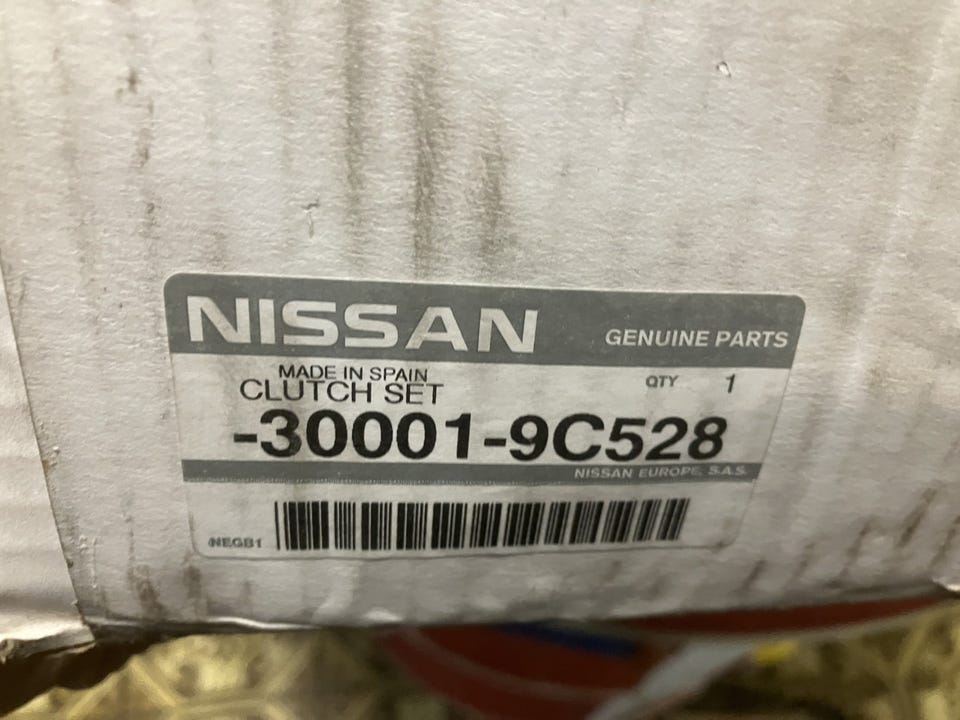 NISSAN GENUINE PARTS
MADE IN SPAIN
CLUTCH SET QTY 1
-30001-9C528
NISSAN EUROPE, S.A.S.
NEGB1